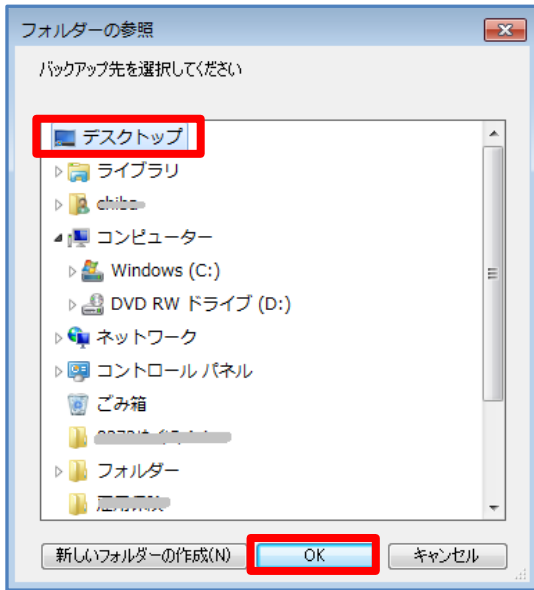 フォルダーの参照
バックアップ先を選択してください
デスクトップ
ライブラリ
コンピューター
Windows (C:)
DVD RW ドライブ (D:)
ネットワーク
コントロール パネル
ごみ箱
フォルダー
新しいフォルダーの作成(N) OK キャンセル